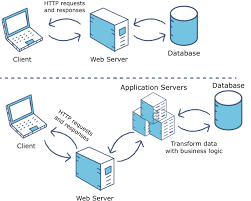 HTTP requests
and responses
Client
Web Server
Database
Application Servers
Database
HTTP requests
and responses
Client
Transform data
with business logic
Web Server